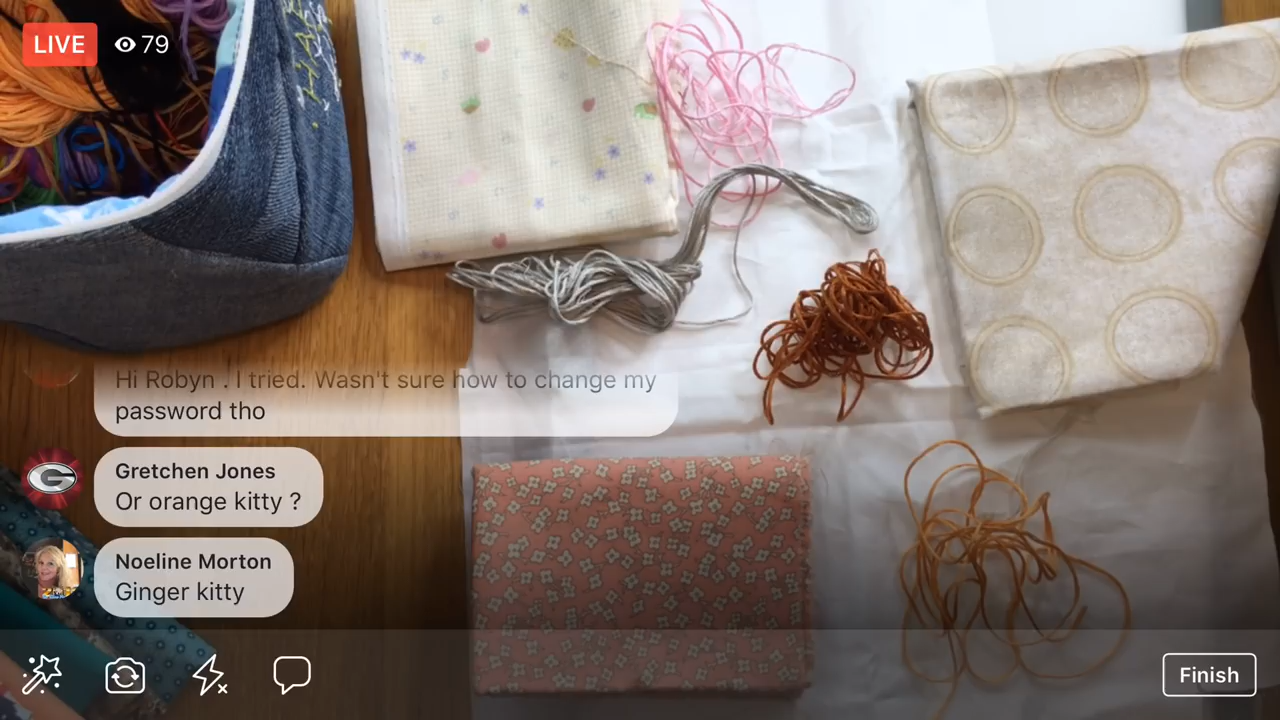 LIVE
79
Hi Robyn . I tried. Wasn't sure how to change my
password tho
Gretchen Jones
Or orange kitty ?
Noeline Morton
Ginger kitty
Finish